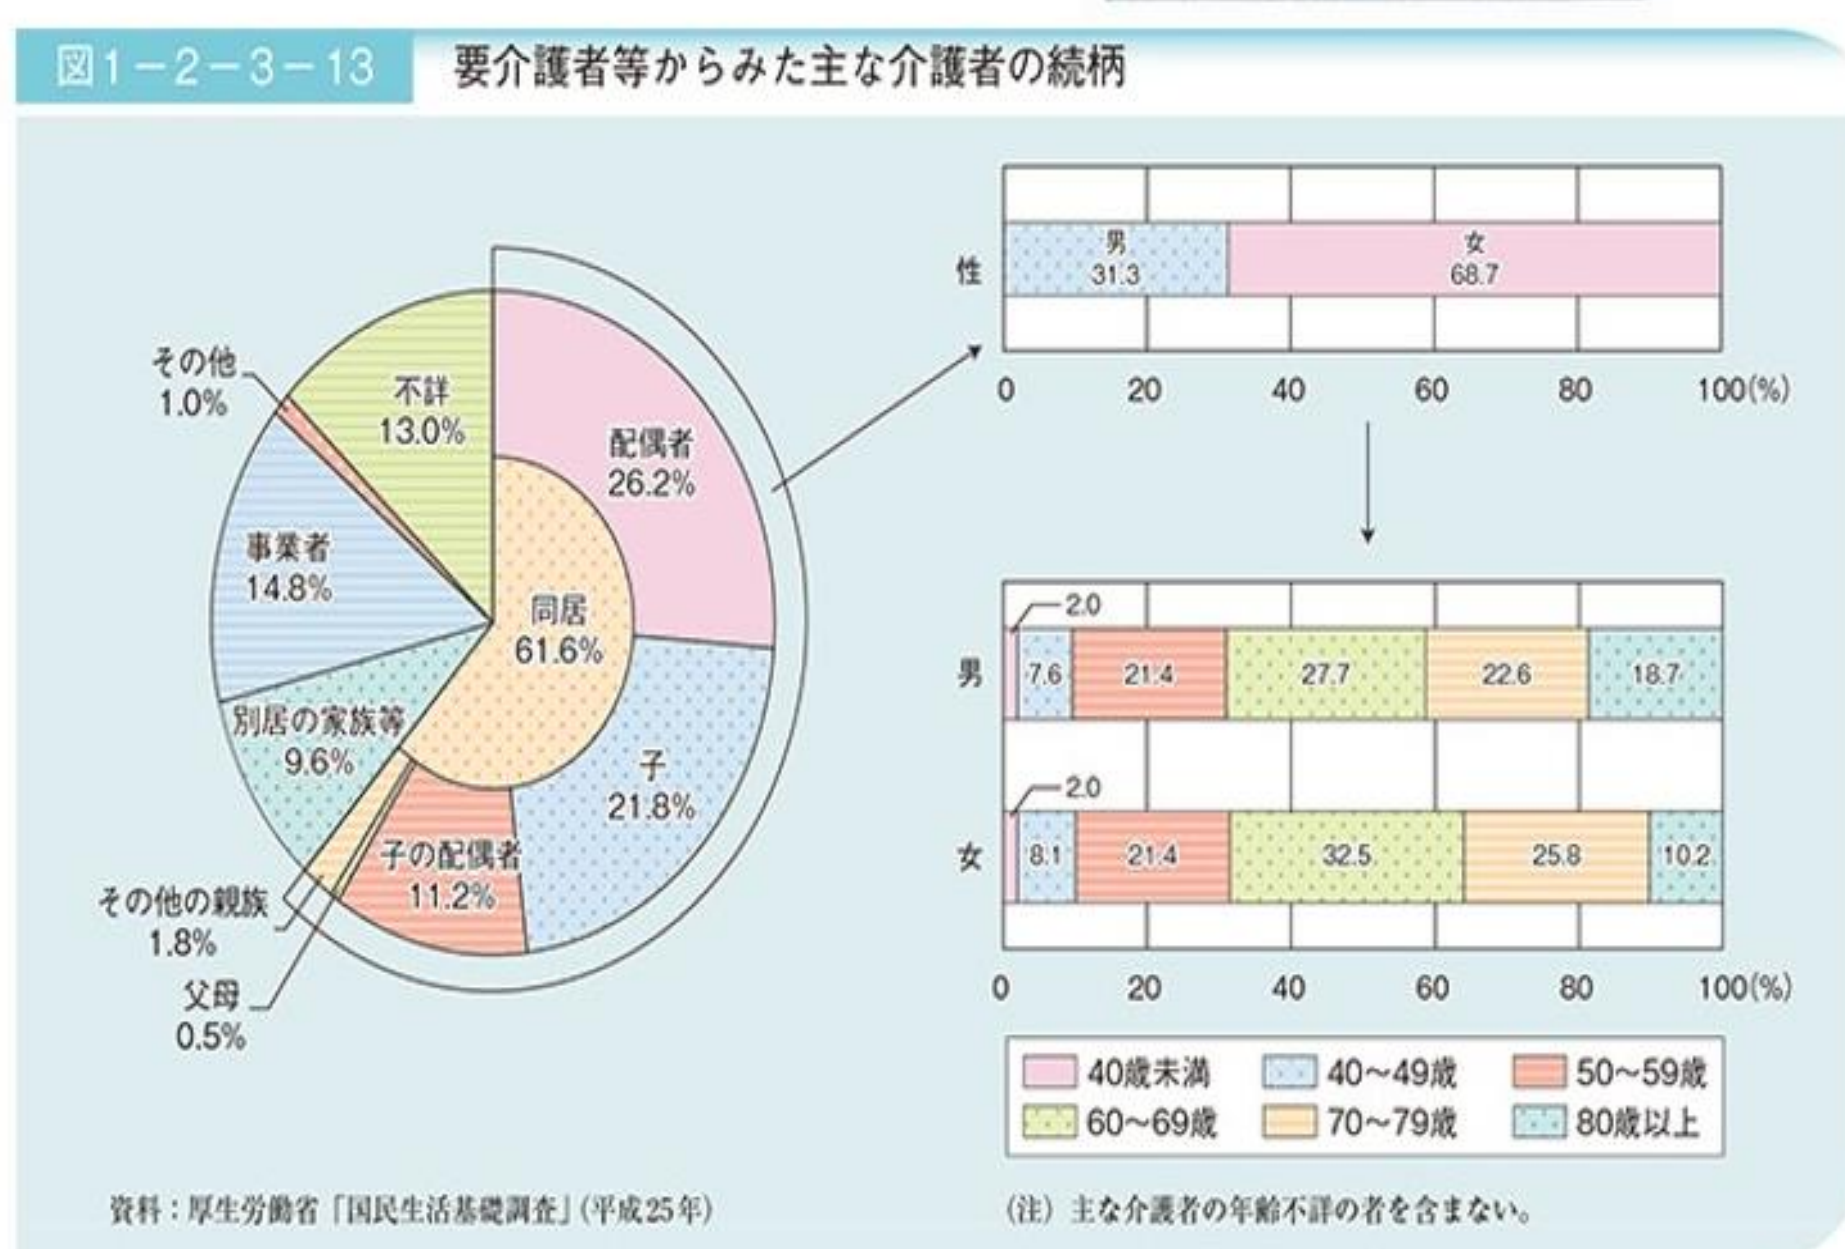 図1－2－3－13 要介護者等からみた主な介護者の続柄
その他
1.0%
不詳
13.0%
配偶者
26.2%
事業者
14.8%
同居
61.6%
別居の家族等
9.6%
子
21.8%
子の配偶者
11.2%
その他の親族
1.8%
父母
0.5%
性
男
31.3
女
68.7
0 20 40 60 80 100(%)
男
2.0
7.6 21.4 27.7 22.6 18.7
女
2.0
8.1 21.4 32.5 25.8 10.2
0 20 40 60 80 100(%)
40歳未満 40～49歳 50～59歳
60～69歳 70～79歳 80歳以上
資料：厚生労働省「国民生活基礎調査」(平成25年)
(注) 主な介護者の年齢不詳の者を含まない。